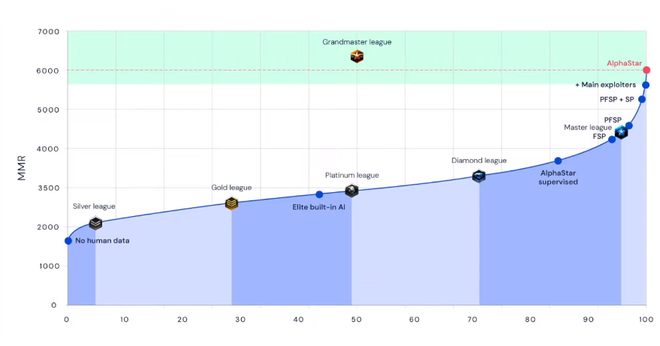 7000
Grandmaster league
AlphaStar
6000
+ Main exploiters
5000
PFSP + SP
PFSP
Master league
FSP
4000
Diamond league
AlphaStar
supervised
Platinum league
3500
Gold league
Elite built-in AI
Silver league
2000
No human data
1000
0
MMR
0 10 20 30 40 50 60 70 80 90 100